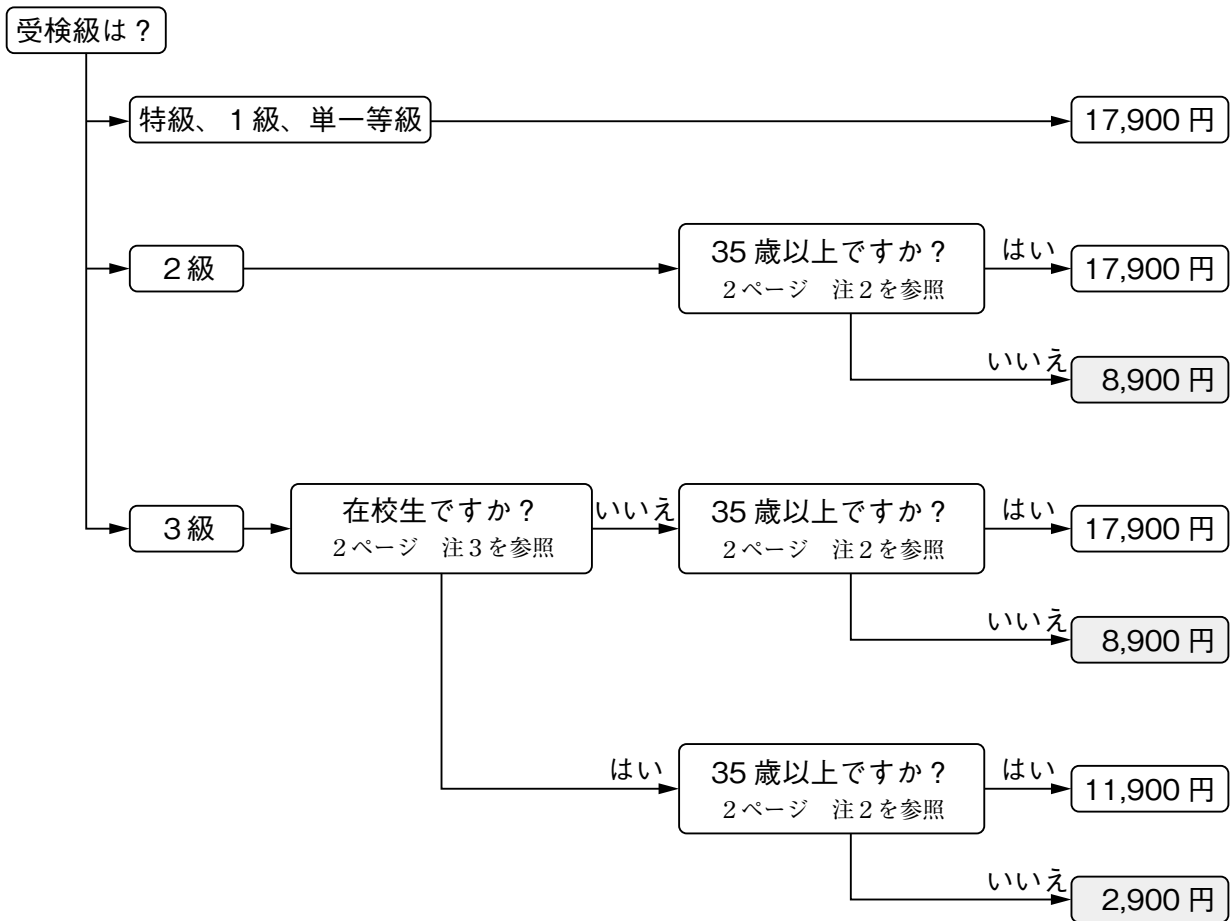 受検級は？
特級、１級、単一等級
17,900 円
２級
35 歳以上ですか？
２ページ　注２を参照
はい
17,900 円
いいえ
8,900 円
３級
在校生ですか？
２ページ　注３を参照
いいえ
35 歳以上ですか？
２ページ　注２を参照
はい
17,900 円
いいえ
8,900 円
はい
35 歳以上ですか？
２ページ　注２を参照
はい
11,900 円
いいえ
2,900 円